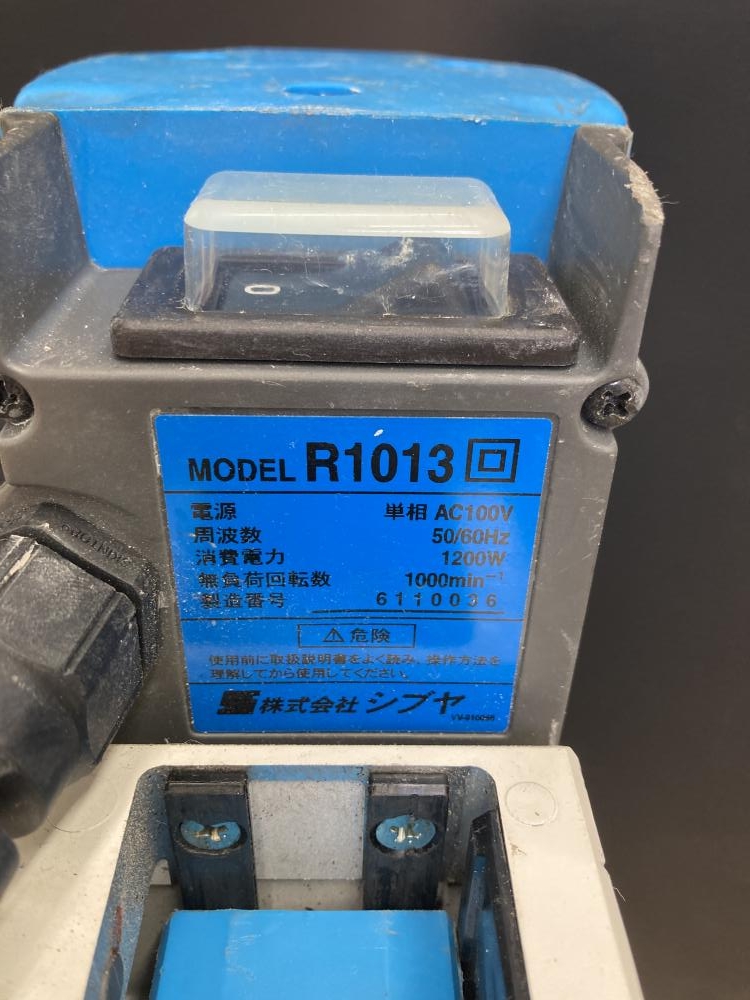 0
MODEL R1013
電源 単相 AC100V
周波数 50/60Hz
消費電力 1200W
無負荷回転数 1000min⁻¹
製造番号 6110036
⚠危険
使用前に取扱説明書をよく読み、操作方法を
理解してから使用してください。
株式会社 シブヤ